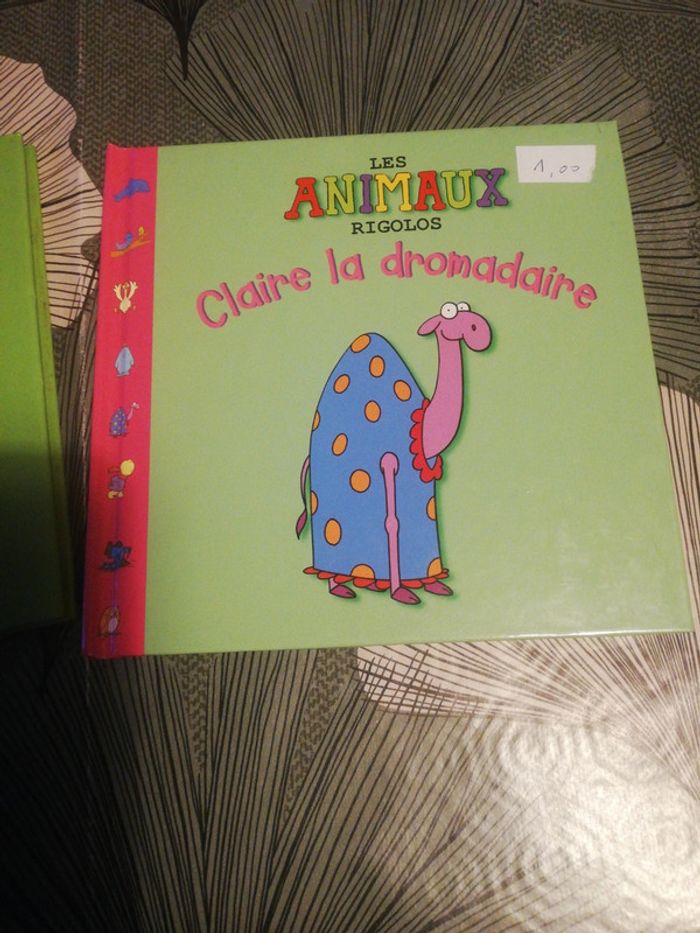 LES
1,00
ANIMAUX
RIGOLOS
Claire la dromadaire